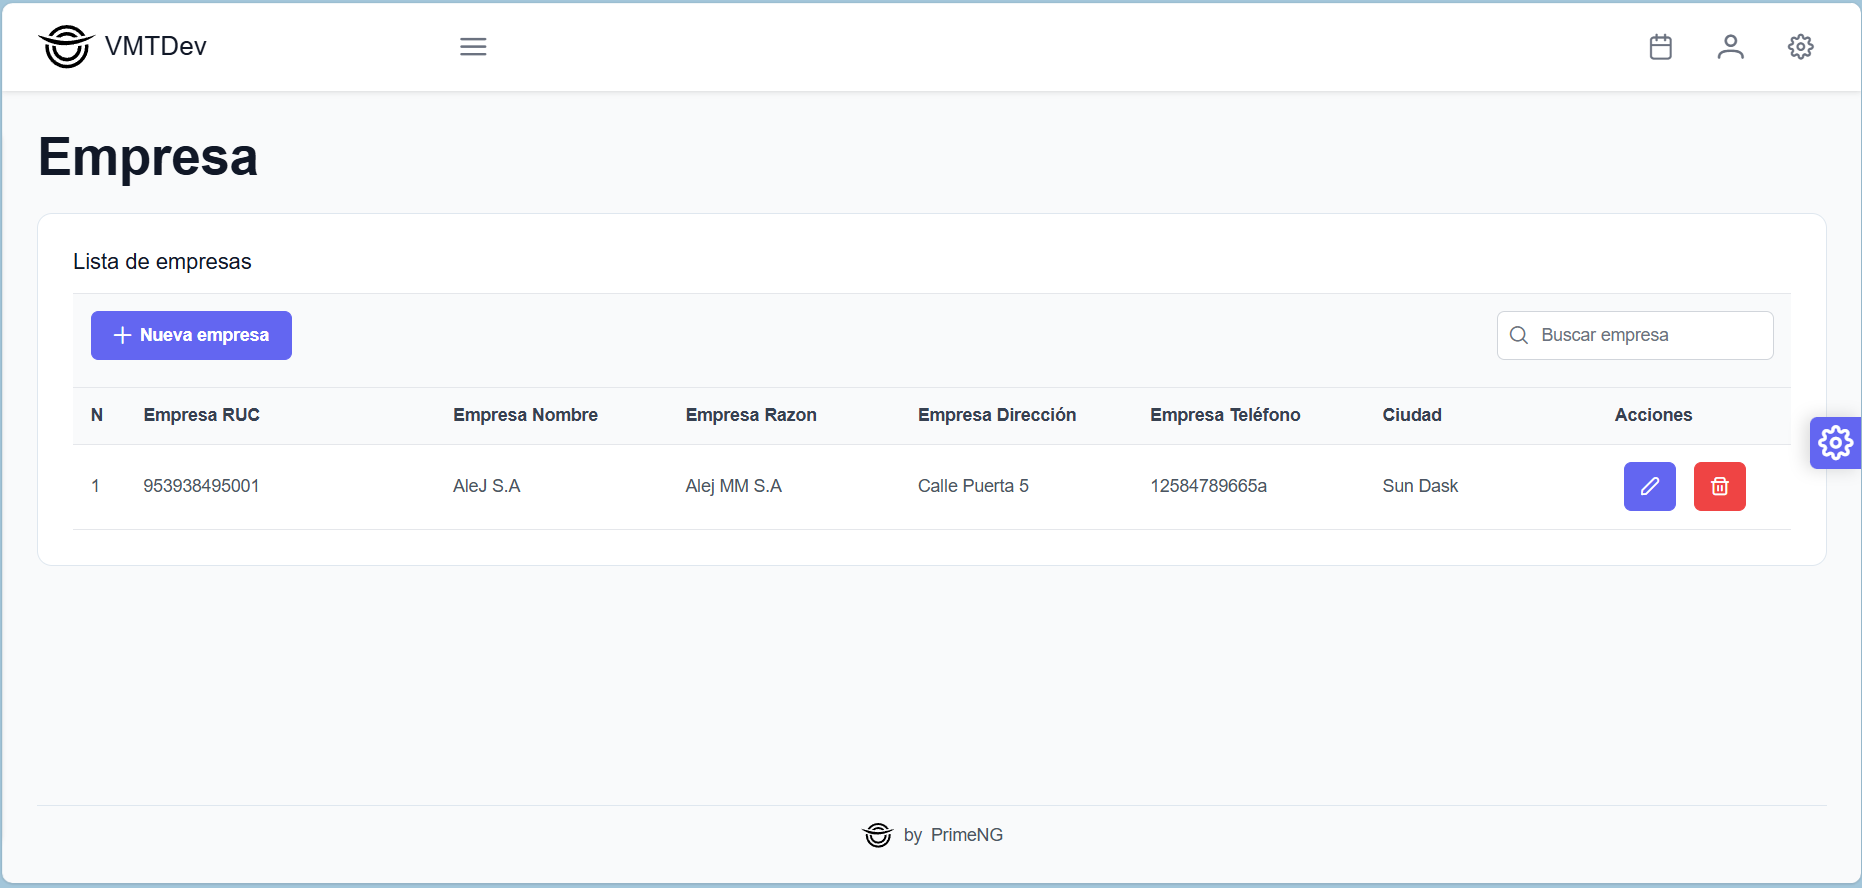 VMTDev
Empresa
Lista de empresas
Nueva empresa
Buscar empresa
N Empresa RUC Empresa Nombre Empresa Razon Empresa Dirección Empresa Teléfono Ciudad Acciones
1 953938495001 AleJ S.A Alej MM S.A Calle Puerta 5 12584789665a Sun Dask
by PrimeNG